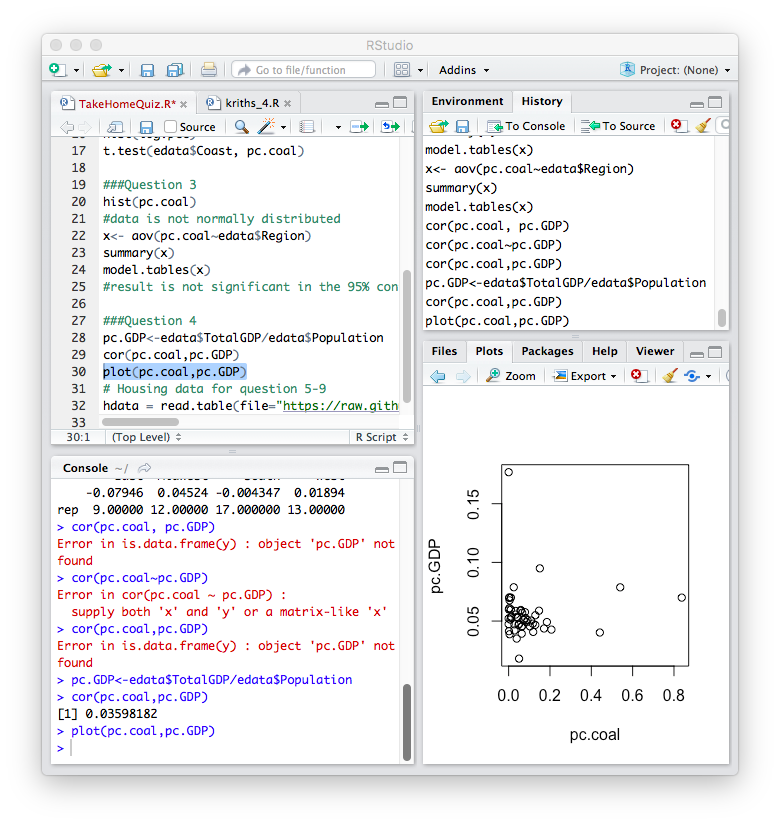 RStudio
Go to file/function
Addins
Project: (None)
TakeHomeQuiz.R*
kriths_4.R
Source
17 t.test(edata$Coast, pc.coal)
18
19 ###Question 3
20 hist(pc.coal)
21 #data is not normally distributed
22 x<- aov(pc.coal~edata$Region)
23 summary(x)
24 model.tables(x)
25 #result is not significant in the 95% con
26
27 ###Question 4
28 pc.GDP<-edata$TotalGDP/edata$Population
29 cor(pc.coal,pc.GDP)
30 plot(pc.coal,pc.GDP)
31 # Housing data for question 5-9
32 hdata = read.table(file="https://raw.gith
33
30:1 (Top Level) R Script
Console ~/
-0.07946 0.04524 -0.004347 0.01894
rep 9.00000 12.00000 17.000000 13.00000
> cor(pc.coal, pc.GDP)
Error in is.data.frame(y) : object 'pc.GDP' not
found
> cor(pc.coal~pc.GDP)
Error in cor(pc.coal ~ pc.GDP) :
supply both 'x' and 'y' or a matrix-like 'x'
> cor(pc.coal,pc.GDP)
Error in is.data.frame(y) : object 'pc.GDP' not
found
> pc.GDP<-edata$TotalGDP/edata$Population
> cor(pc.coal,pc.GDP)
[1] 0.03598182
> plot(pc.coal,pc.GDP)
>
Environment History
To Console To Source
model.tables(x)
x<- aov(pc.coal~edata$Region)
summary(x)
model.tables(x)
cor(pc.coal, pc.GDP)
cor(pc.coal~pc.GDP)
cor(pc.coal,pc.GDP)
pc.GDP<-edata$TotalGDP/edata$Population
cor(pc.coal,pc.GDP)
plot(pc.coal,pc.GDP)
Files Plots Packages Help Viewer
Zoom Export
pc.GDP
0.15
0.10
0.05
0.0 0.2 0.4 0.6 0.8
pc.coal